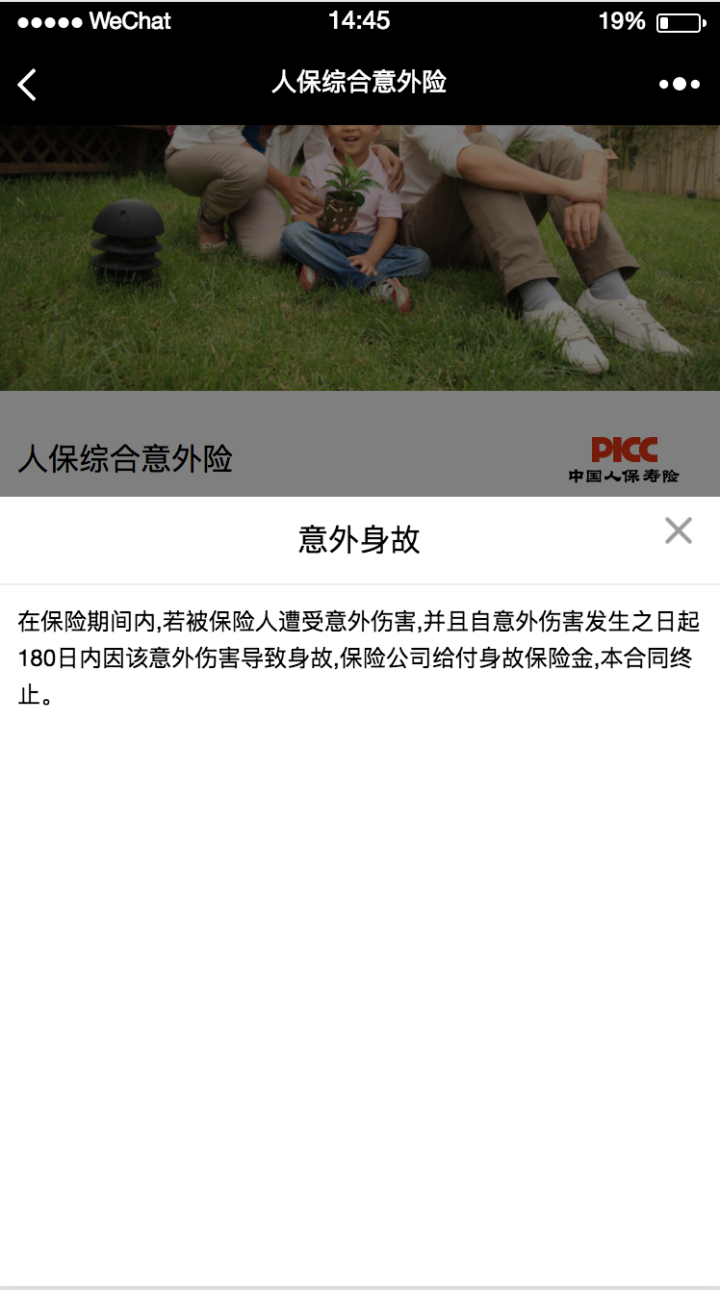 ●●●●● WeChat 14:45 19%
人保综合意外险
人保综合意外险
PICC
中国人保寿险
意外身故
在保险期间内,若被保险人遭受意外伤害,并且自意外伤害发生之日起
180日内因该意外伤害导致身故,保险公司给付身故保险金,本合同终
止。